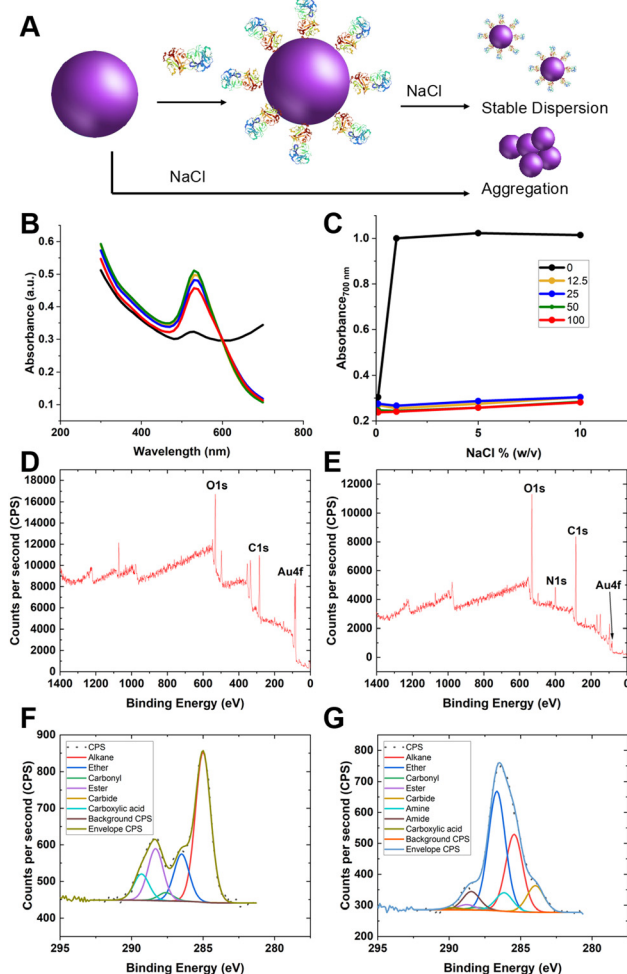 A
NaCl
Stable Dispersion
NaCl
Aggregation
B
Absorbance (a.u.)
0.6
0.5
0.4
0.3
0.2
0.1
200
400
600
800
Wavelength (nm)
C
Absorbance700 nm
1.0
0.8
0.6
0.4
0.2
0
12.5
25
50
100
0
5
10
NaCl % (w/v)
D
Counts per second (CPS)
18000
16000
14000
12000
10000
8000
6000
4000
2000
0
O1s
C1s
Au4f
1400 1200 1000 800 600 400 200 0
Binding Energy (eV)
E
Counts per second (CPS)
12000
10000
8000
6000
4000
2000
0
O1s
C1s
N1s
Au4f
1400 1200 1000 800 600 400 200 0
Binding Energy (eV)
F
Counts per second (CPS)
900
800
700
600
500
400
CPS
Alkane
Ether
Carbonyl
Ester
Carbide
Carboxylic acid
Background CPS
Envelope CPS
295 290 285 280
Binding Energy (eV)
G
Counts per second (CPS)
800
700
600
500
400
300
200
CPS
Alkane
Ether
Carbonyl
Ester
Carbide
Amine
Amide
Carboxylic acid
Background CPS
Envelope CPS
295 290 285 280
Binding Energy (eV)